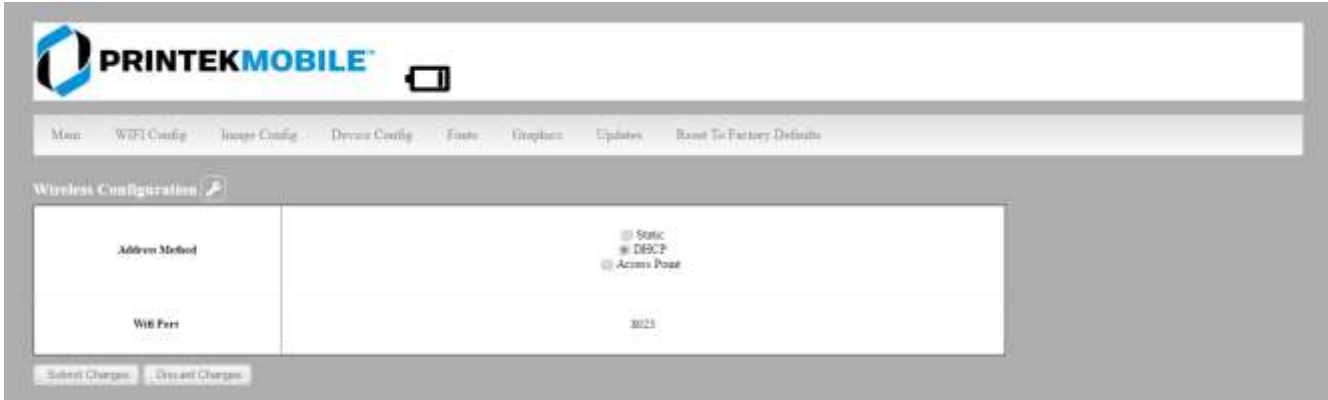 PRINTEKMOBILE™
Main WIFI Config Image Config Device Config Fonts Graphics Updates Reset To Factory Defaults
Wireless Configuration
Address Method
Static
DHCP
Access Point
Wifi Port
Submit Changes Discard Changes